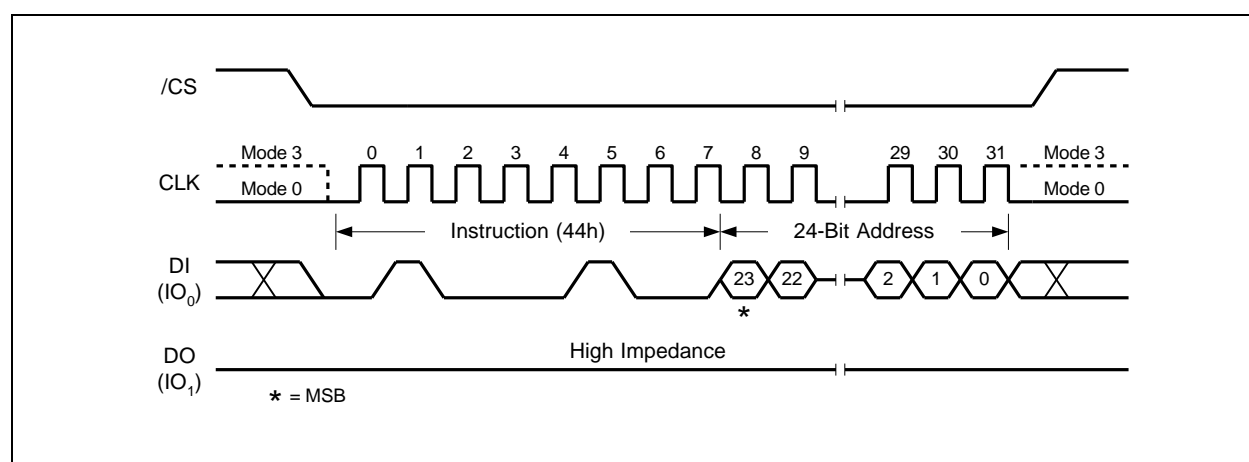 /CS
Mode 3
0 1 2 3 4 5 6 7 8 9 29 30 31
Mode 3
CLK
Mode 0
Mode 0
Instruction (44h)
24-Bit Address
DI
(IO0)
23 22 2 1 0
*
High Impedance
DO
(IO1)
* = MSB